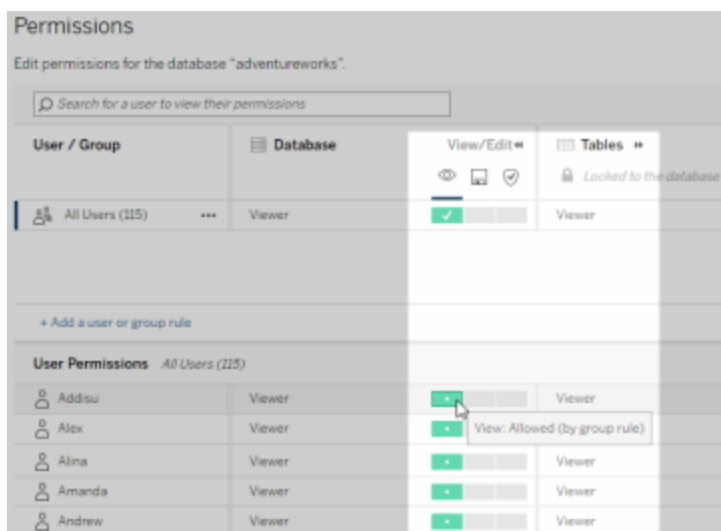 Permissions
Edit permissions for the database "adventureworks".
Search for a user to view their permissions
User / Group Database View/Edit Tables
Locked to the database
All Users (115) ••• Viewer Viewer
+ Add a user or group rule
User Permissions All Users (115)
Addisu Viewer Viewer
View: Allowed (by group rule)
Alex Viewer
Alina Viewer Viewer
Amanda Viewer Viewer
Andrew Viewer Viewer